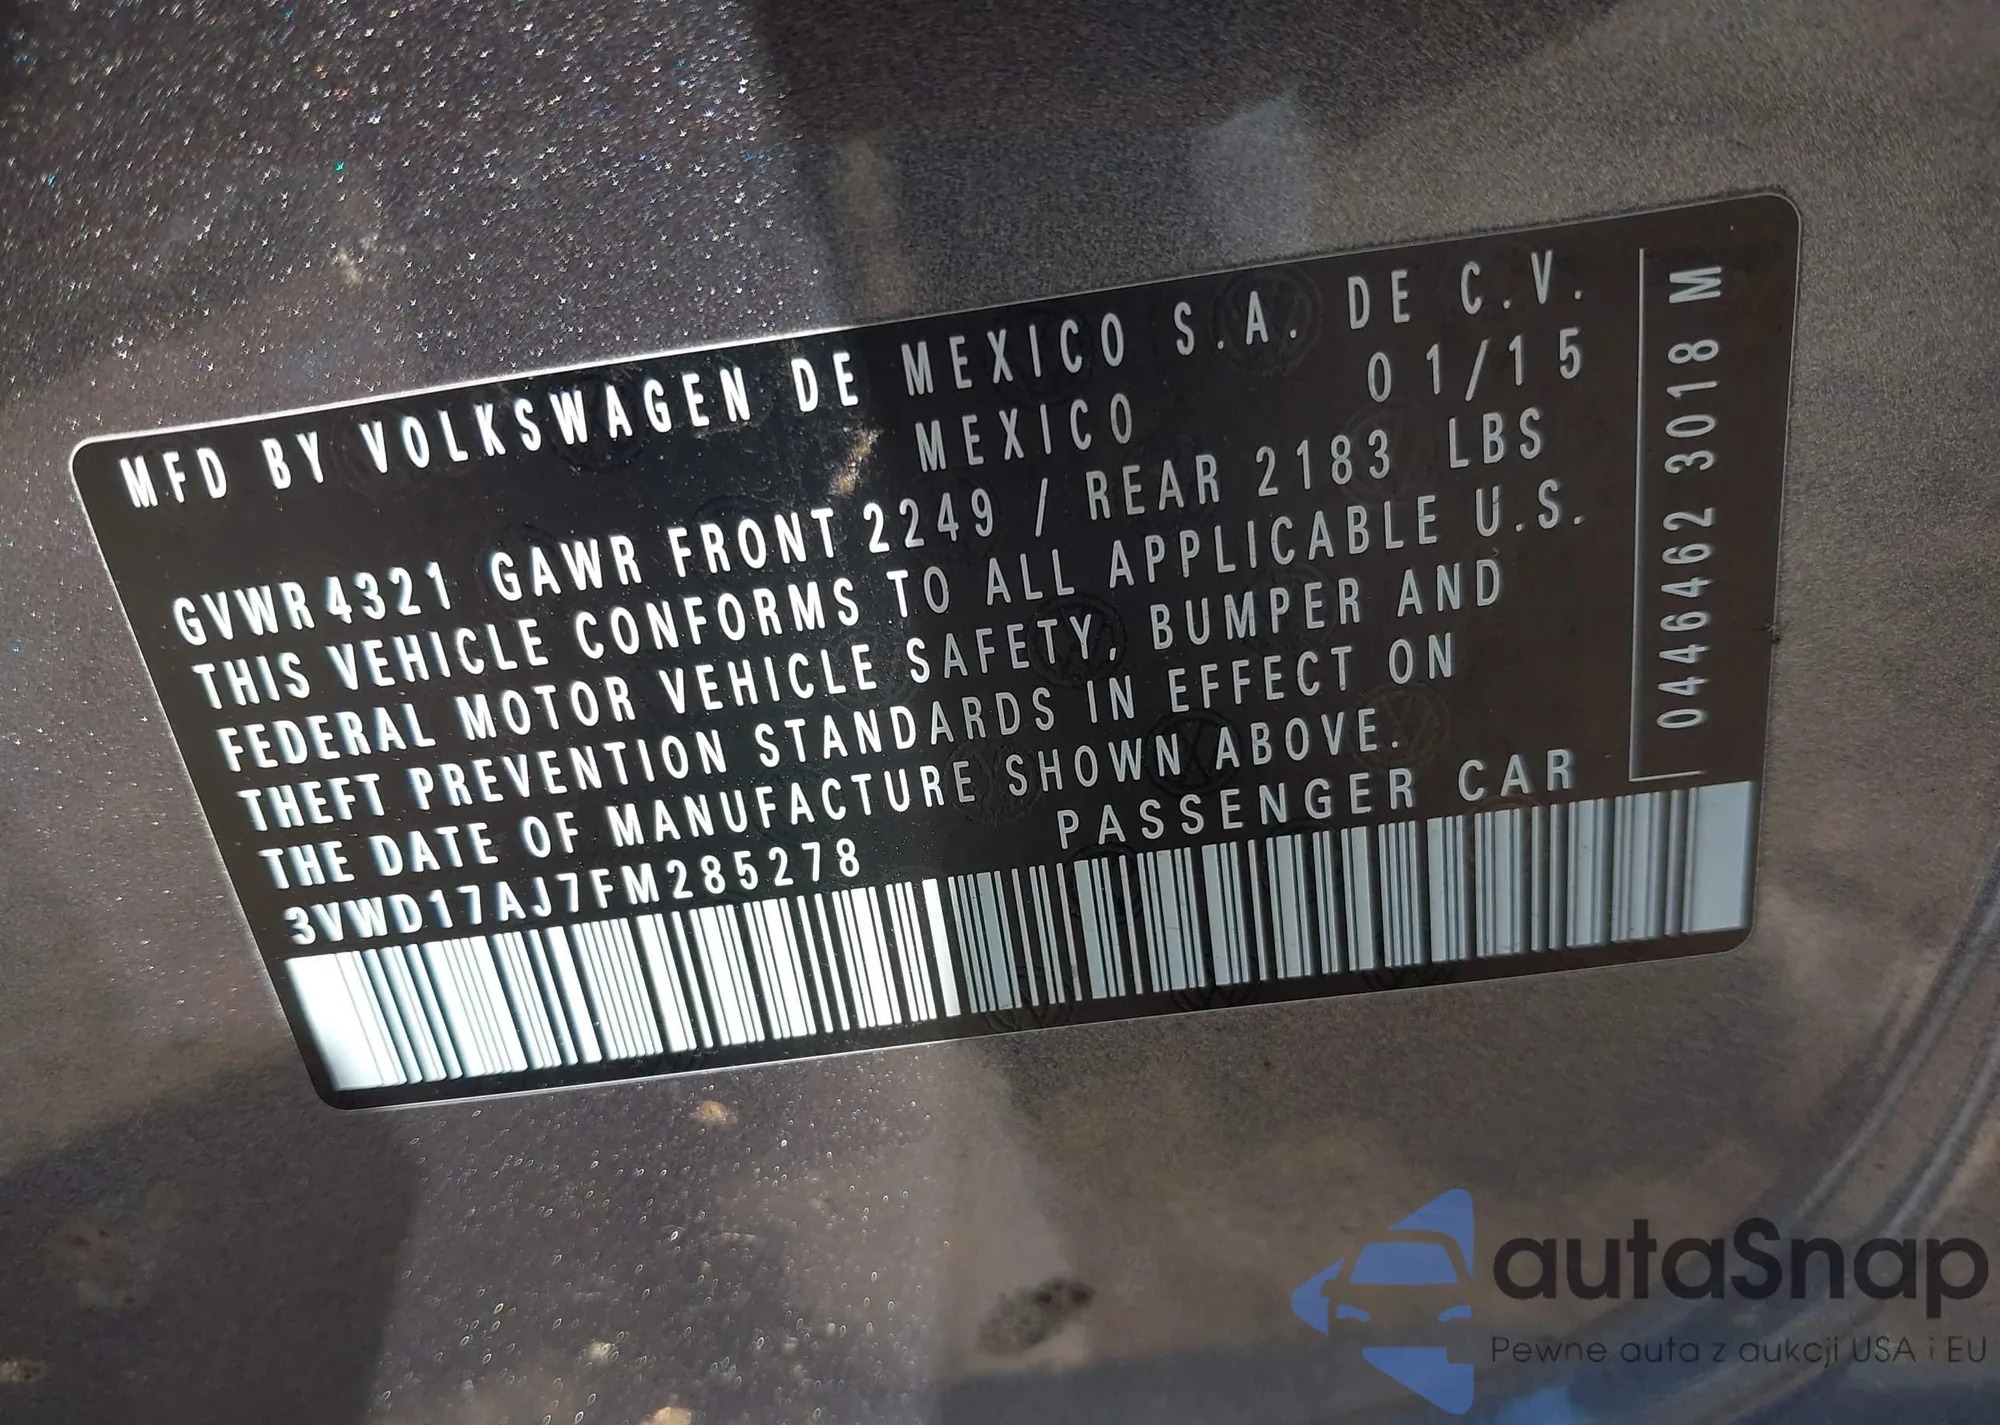 MFD BY VOLKSWAGEN DE MEXICO S.A. DE C.V.
MEXICO 01/15
GVWR4321 GAWR FRONT 2249 / REAR 2183 LBS
THIS VEHICLE CONFORMS TO ALL APPLICABLE U.S.
FEDERAL MOTOR VEHICLE SAFETY, BUMPER AND
THEFT PREVENTION STANDARDS IN EFFECT ON
THE DATE OF MANUFACTURE SHOWN ABOVE.
3VWD17AJ7FM285278 PASSENGER CAR
0446462 3018 M
autaSnap
Pewne auta z aukcji USA i EU